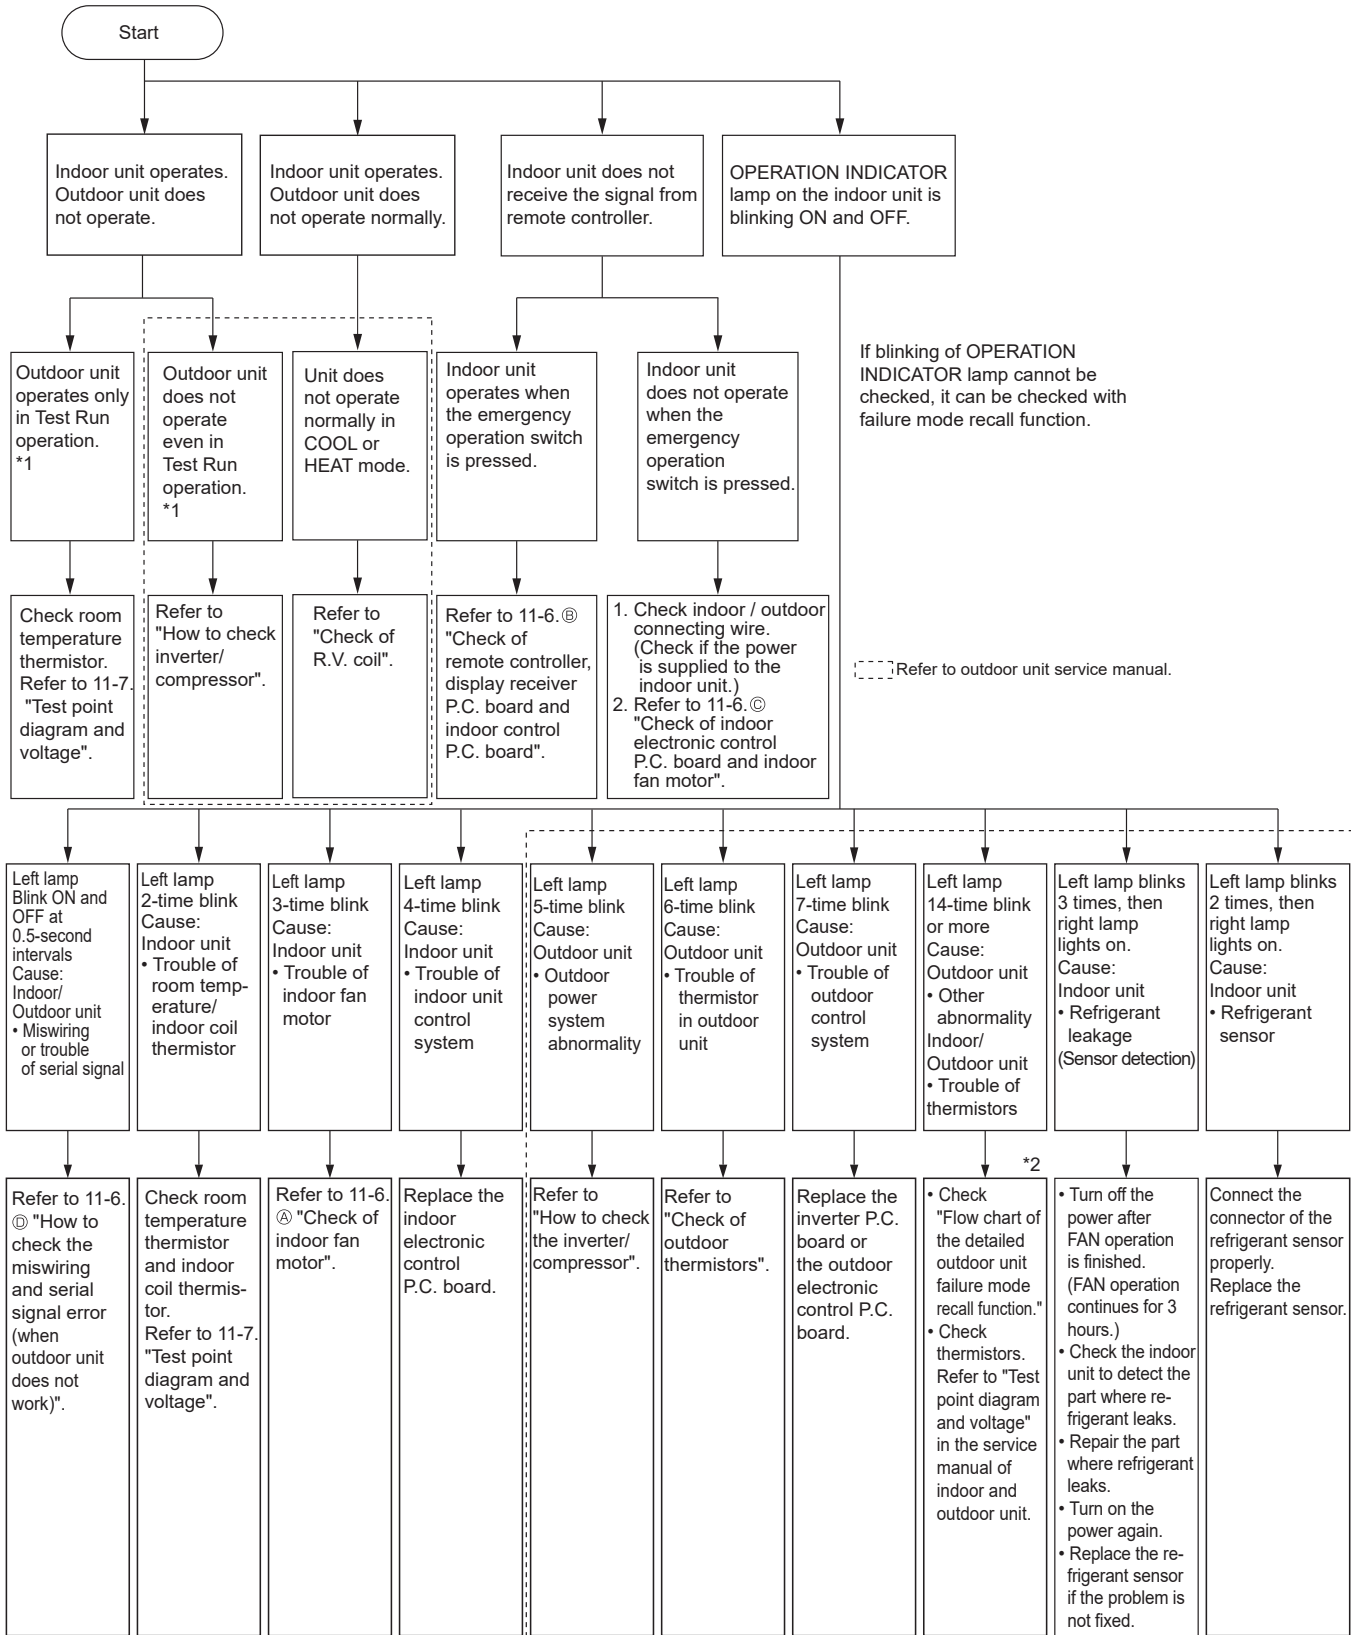 Start
Indoor unit operates.
Outdoor unit does
not operate.
Indoor unit operates.
Outdoor unit does
not operate normally.
Indoor unit does not
receive the signal from
remote controller.
OPERATION INDICATOR
lamp on the indoor unit is
blinking ON and OFF.
Outdoor unit
operates only
in Test Run
operation.
*1
Outdoor unit
does not
operate
even in
Test Run
operation.
*1
Unit does
not operate
normally in
COOL or
HEAT mode.
Indoor unit
operates when
the emergency
operation switch
is pressed.
Indoor unit
does not operate
when the
emergency
operation
switch is pressed.
If blinking of OPERATION
INDICATOR lamp cannot be
checked, it can be checked with
failure mode recall function.
Check room
temperature
thermistor.
Refer to 11-7.
"Test point
diagram and
voltage".
Refer to
"How to check
inverter/
compressor".
Refer to
"Check of
R.V. coil".
Refer to 11-6.Ⓑ
"Check of
remote controller,
display receiver
P.C. board and
indoor control
P.C. board".
1. Check indoor / outdoor
connecting wire.
(Check if the power
is supplied to the
indoor unit.)
2. Refer to 11-6.Ⓒ
"Check of indoor
electronic control
P.C. board and indoor
fan motor".
Refer to outdoor unit service manual.
Left lamp
Blink ON and
OFF at
0.5-second
intervals
Cause:
Indoor/
Outdoor unit
• Miswiring
or trouble
of serial signal
Left lamp
2-time blink
Cause:
Indoor unit
• Trouble of
room temp-
erature/
indoor coil
thermistor
Left lamp
3-time blink
Cause:
Indoor unit
• Trouble of
indoor fan
motor
Left lamp
4-time blink
Cause:
Indoor unit
• Trouble of
indoor unit
control
system
Left lamp
5-time blink
Cause:
Outdoor unit
• Outdoor
power
system
abnormality
Left lamp
6-time blink
Cause:
Outdoor unit
• Trouble of
thermistor
in outdoor
unit
Left lamp
7-time blink
Cause:
Outdoor unit
• Trouble of
outdoor
control
system
Left lamp
14-time blink
or more
Cause:
Outdoor unit
• Other
abnormality
Indoor/
Outdoor unit
• Trouble of
thermistors
Left lamp blinks
3 times, then
right lamp
lights on.
Cause:
Indoor unit
• Refrigerant
leakage
(Sensor detection)
Left lamp blinks
2 times, then
right lamp
lights on.
Cause:
Indoor unit
• Refrigerant
sensor
Refer to 11-6.
Ⓓ "How to
check the
miswiring
and serial
signal error
(when
outdoor unit
does not
work)".
Check room
temperature
thermistor
and indoor
coil thermis-
tor.
Refer to 11-7.
"Test point
diagram and
voltage".
Refer to 11-6.
Ⓐ "Check of
indoor fan
motor".
Replace the
indoor
electronic
control
P.C. board.
Refer to
"How to check
the inverter/
compressor".
Refer to
"Check of
outdoor
thermistors".
Replace the
inverter P.C.
board or
the outdoor
electronic
control P.C.
board.
*2
• Check
"Flow chart of
the detailed
outdoor unit
failure mode
recall function."
• Check
thermistors.
Refer to "Test
point diagram
and voltage"
in the service
manual of
indoor and
outdoor unit.
• Turn off the
power after
FAN operation
is finished.
(FAN operation
continues for 3
hours.)
• Check the indoor
unit to detect the
part where re-
frigerant leaks.
• Repair the part
where refrigerant
leaks.
• Turn on the
power again.
• Replace the re-
frigerant sensor
if the problem is
not fixed.
Connect the
connector of the
refrigerant sensor
properly.
Replace the
refrigerant sensor.